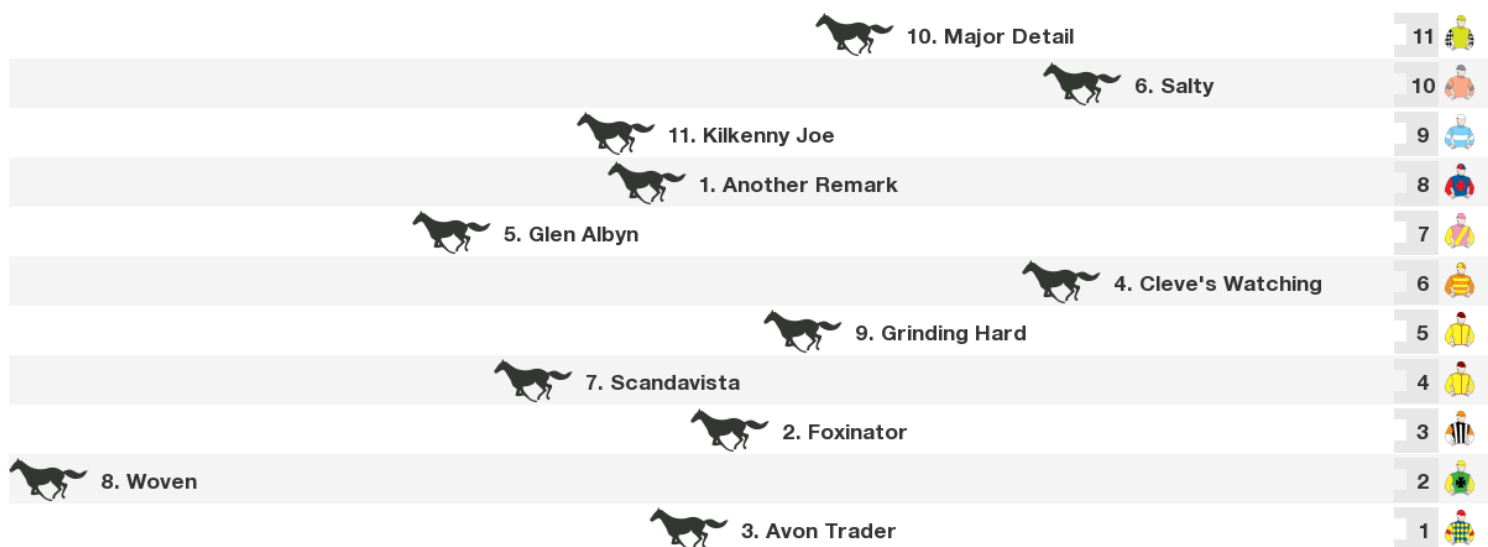 10. Major Detail 11
6. Salty 10
11. Kilkenny Joe 9
1. Another Remark 8
5. Glen Albyn 7
4. Cleve's Watching 6
9. Grinding Hard 5
7. Scandavista 4
2. Foxinator 3
8. Woven 2
3. Avon Trader 1